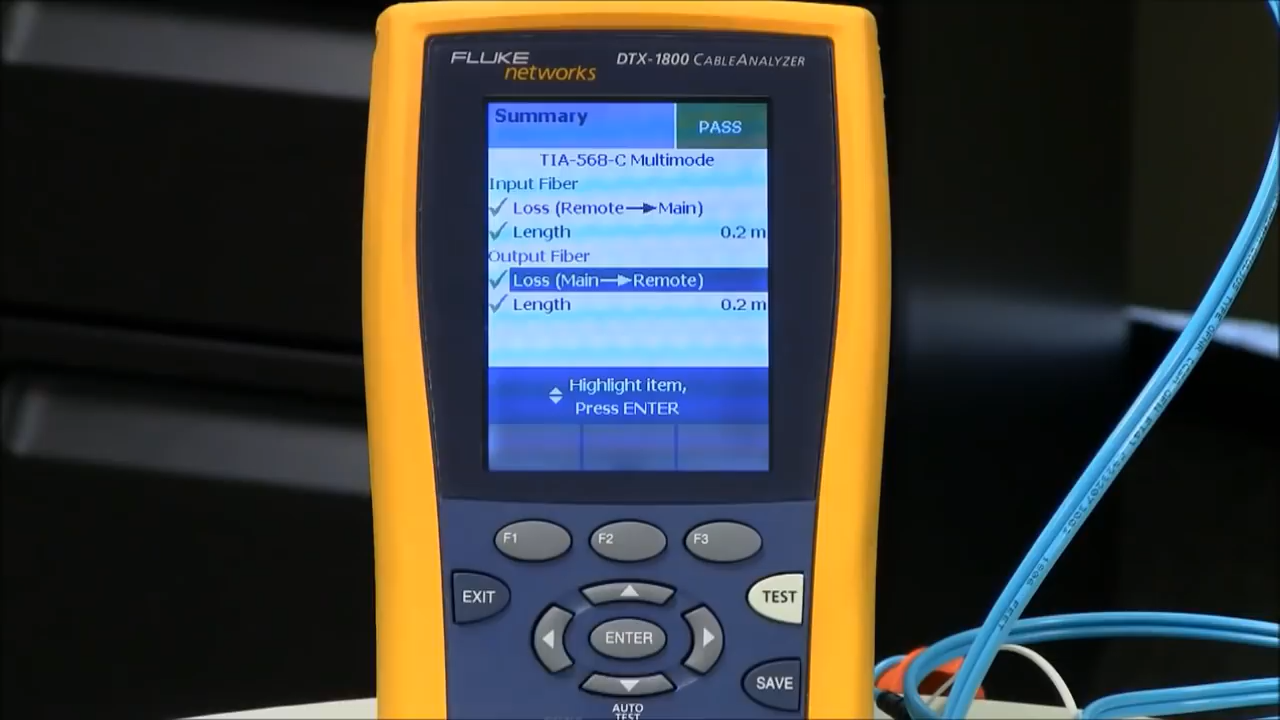 FLUKE
networks
DTX-1800 CABLEANALYZER
Summary
PASS
TIA-568-C Multimode
Input Fiber
Loss (Remote → Main)
Length 0.2 m
Output Fiber
Loss (Main → Remote)
Length 0.2 m
Highlight item,
Press ENTER
F1 F2 F3
EXIT
TEST
ENTER
SAVE
AUTO
TEST